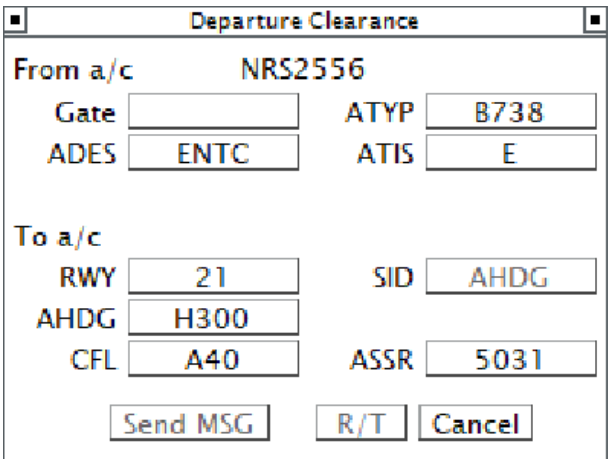 Departure Clearance
From a/c NRS2556
Gate ATYP B738
ADES ENTC ATIS E
To a/c
RWY 21 SID AHDG
AHDG H300
CFL A40 ASSR 5031
Send MSG R/T Cancel